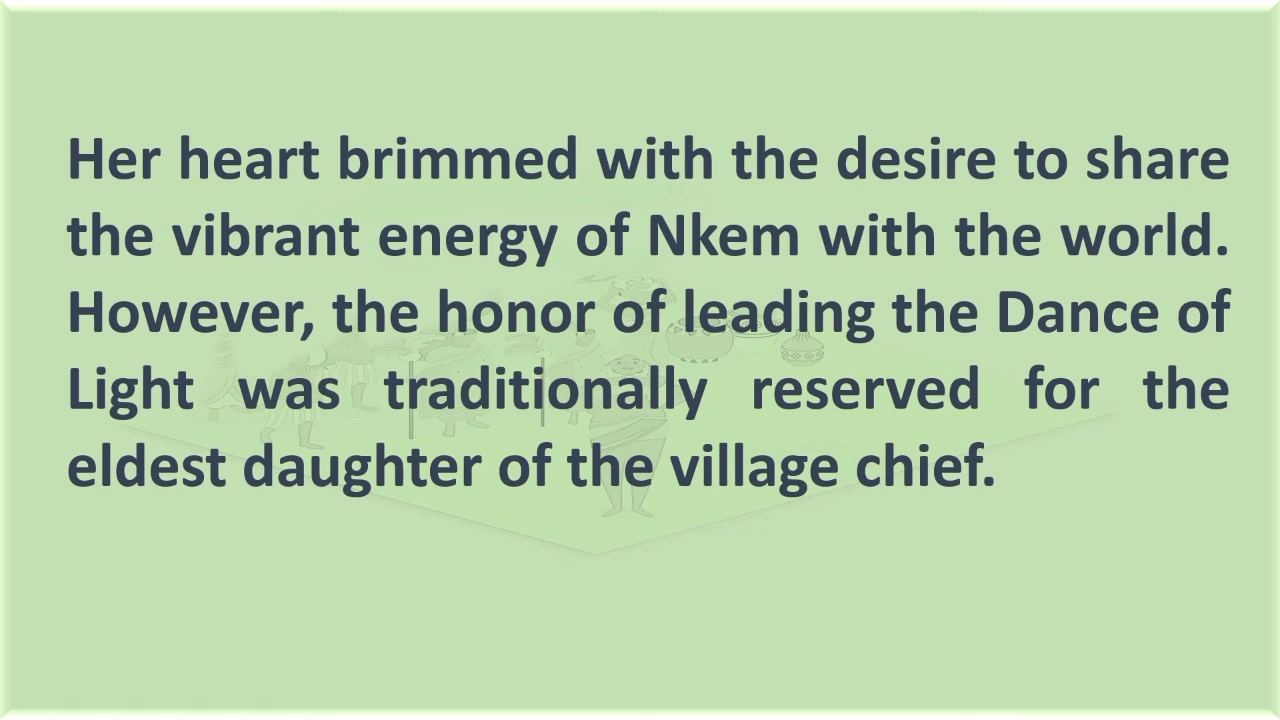 Her heart brimmed with the desire to share
the vibrant energy of Nkem with the world.
However, the honor of leading the Dance of
Light was traditionally reserved for the
eldest daughter of the village chief.